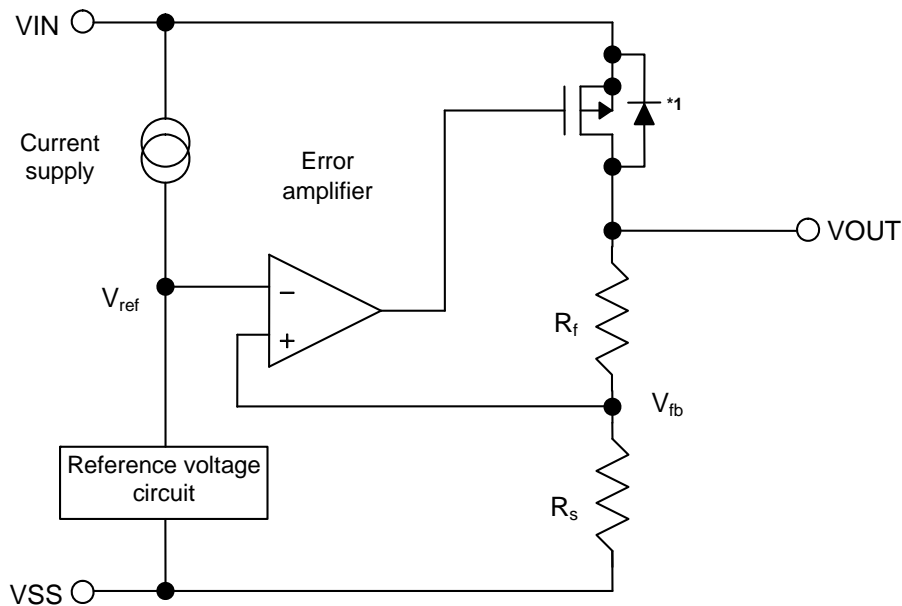 VIN
*1
Current
supply
Error
amplifier
VOUT
Vref
−
+
Rf
Vfb
Reference voltage
circuit
Rs
VSS